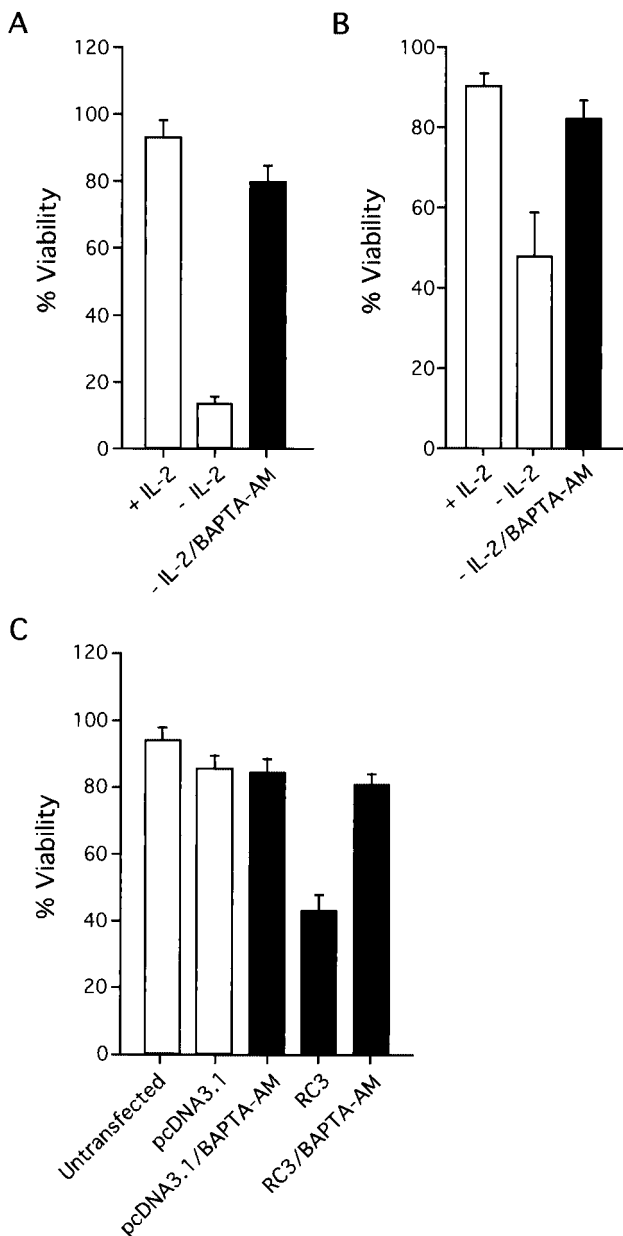 A
% Viability
120
100
80
60
40
20
0
+ IL-2
- IL-2
- IL-2/BAPTA-AM
B
% Viability
100
80
60
40
20
0
+ IL-2
- IL-2
- IL-2/BAPTA-AM
C
% Viability
120
100
80
60
40
20
0
Untransfected
pcDNA3.1
pcDNA3.1/BAPTA-AM
RC3
RC3/BAPTA-AM